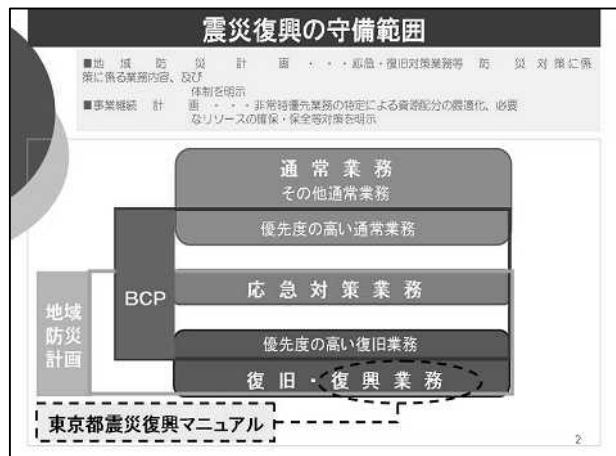 震災復興の守備範囲
■地 域 防 災 計 画 ・・・応急・復旧対策業務等 防 災 対 策 に係
策に係る業務内容、及び
体制を明示
■事業継続 計 画 ・・・非常時優先業務の特定による資源配分の最適化、必要
なリソースの確保・保全等対策を明示
通常業務
その他通常業務
優先度の高い通常業務
BCP
応急対策業務
地域
防災
計画
優先度の高い復旧業務
復旧・復興業務
東京都震災復興マニュアル
2